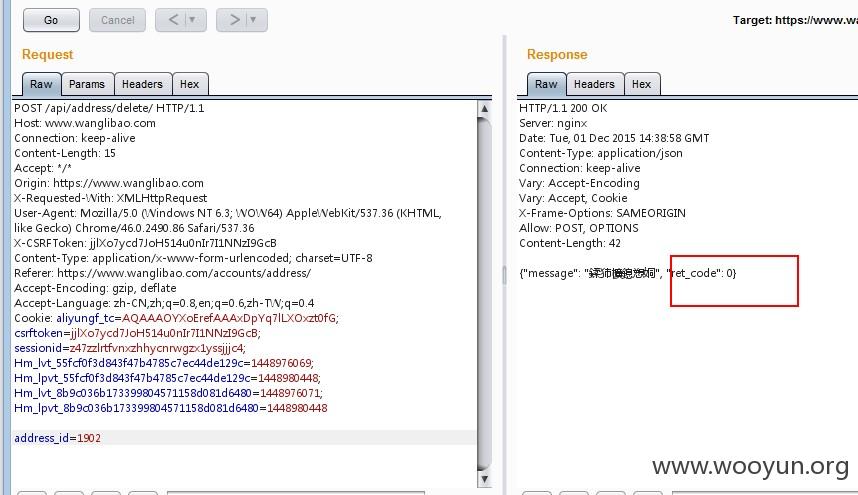 Go
Cancel
<
>
Target: https://www.wa
Request
Raw
Params
Headers
Hex
POST /api/address/delete/ HTTP/1.1
Host: www.wanglibao.com
Connection: keep-alive
Content-Length: 15
Accept: */*
Origin: https://www.wanglibao.com
X-Requested-With: XMLHttpRequest
User-Agent: Mozilla/5.0 (Windows NT 6.3; WOW64) AppleWebKit/537.36 (KHTML,
like Gecko) Chrome/46.0.2490.86 Safari/537.36
X-CSRFToken: jjlXo7ycd7JoH514u0nIr7I1NNzI9GcB
Content-Type: application/x-www-form-urlencoded; charset=UTF-8
Referer: https://www.wanglibao.com/accounts/address/
Accept-Encoding: gzip, deflate
Accept-Language: zh-CN,zh;q=0.8,en;q=0.6,zh-TW;q=0.4
Cookie: aliyungf_tc=AQAAAOYXoErefAAAxDpYq7lLXOxzt0fG;
csrftoken=jjlXo7ycd7JoH514u0nIr7I1NNzI9GcB;
sessionid=z47zzlrtfvnxzhhycnrwgzx1yssjjjc4;
Hm_lvt_55fcf0f3d843f47b4785c7ec44de129c=1448976069;
Hm_lpvt_55fcf0f3d843f47b4785c7ec44de129c=1448980448;
Hm_lvt_8b9c036b173399804571158d081d6480=1448976071;
Hm_lpvt_8b9c036b173399804571158d081d6480=1448980448
address_id=1902
Response
Raw
Headers
Hex
HTTP/1.1 200 OK
Server: nginx
Date: Tue, 01 Dec 2015 14:38:58 GMT
Content-Type: application/json
Connection: keep-alive
Vary: Accept-Encoding
Vary: Accept, Cookie
X-Frame-Options: SAMEORIGIN
Allow: POST, OPTIONS
Content-Length: 42
{"message": "", "ret_code": 0}
www.wooyun.org